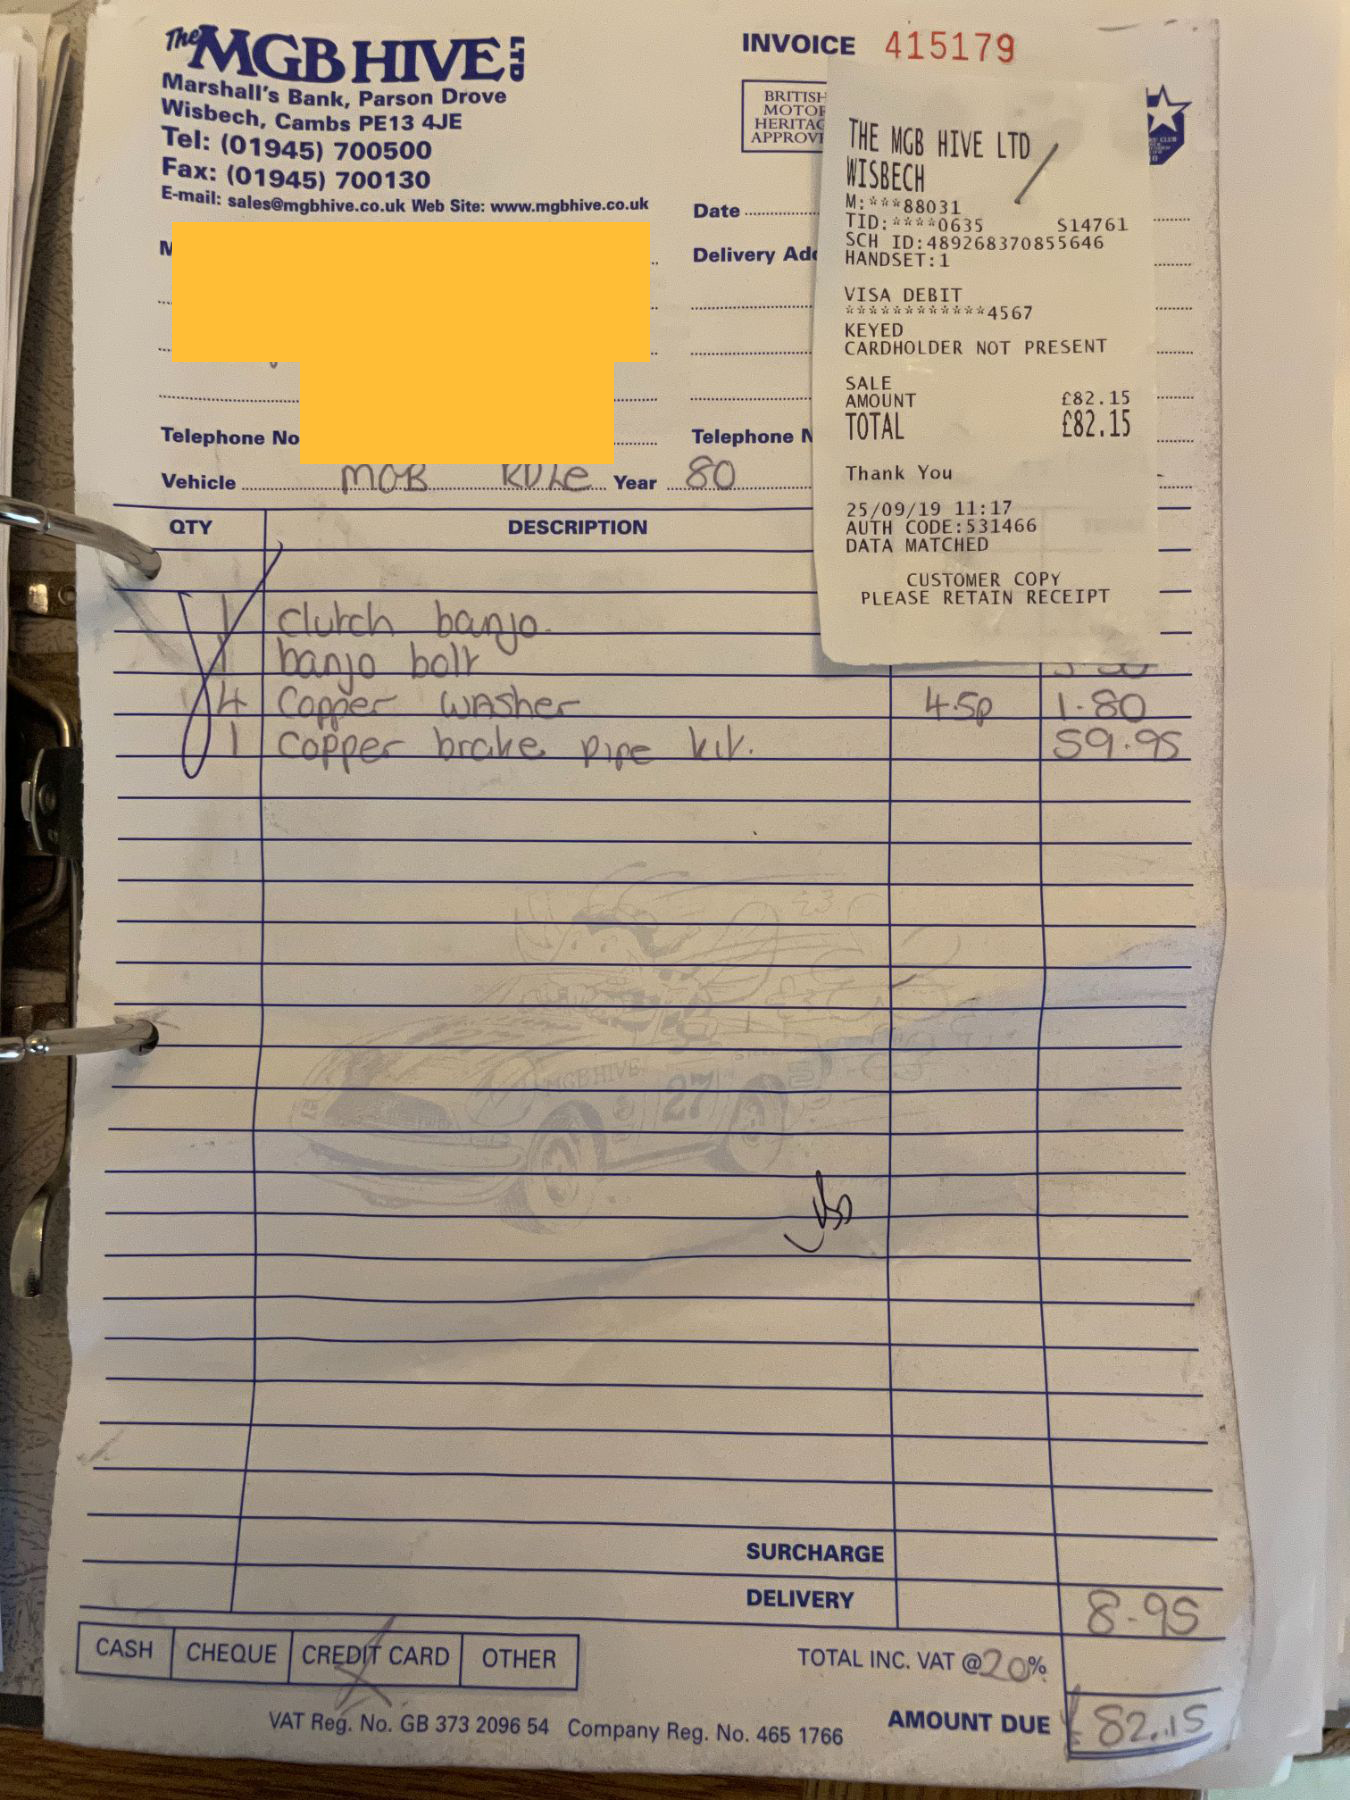 The MGB HIVE LTD
Marshall's Bank, Parson Drove
Wisbech, Cambs PE13 4JE
Tel: (01945) 700500
Fax: (01945) 700130
E-mail: sales@mgbhive.co.uk Web Site: www.mgbhive.co.uk
INVOICE 415179
BRITISH
MOTOR
HERITAG
APPROV
Date
Delivery Add
Telephone N
THE MGB HIVE LTD
WISBECH
M:***88031
TID:****0635 S14761
SCH ID:489268370855646
HANDSET:1
VISA DEBIT
************4567
KEYED
CARDHOLDER NOT PRESENT
SALE
AMOUNT £82.15
TOTAL £82.15
Thank You
25/09/19 11:17
AUTH CODE:531466
DATA MATCHED
CUSTOMER COPY
PLEASE RETAIN RECEIPT
M
Telephone No
Vehicle MGB Year 80
QTY DESCRIPTION
1 clutch banjo
1 banjo bolt
4 Copper washer 45p 1.80
1 copper brake pipe kit. 59.95
MGB HIVE
27
SURCHARGE
DELIVERY 8-95
CASH CHEQUE CREDIT CARD OTHER
TOTAL INC. VAT @20%
AMOUNT DUE £82.15
VAT Reg. No. GB 373 2096 54 Company Reg. No. 465 1766